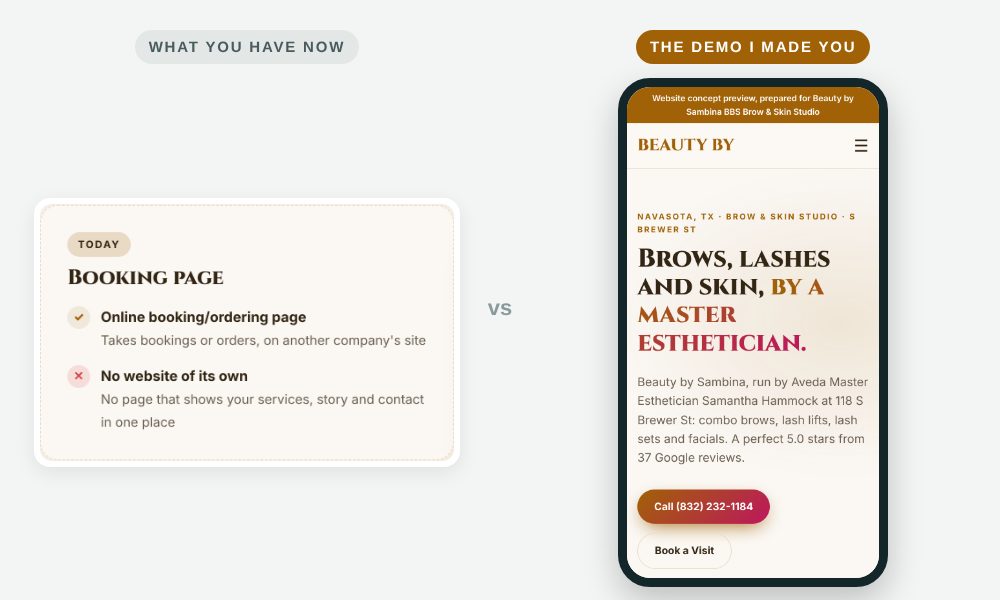 WHAT YOU HAVE NOW
THE DEMO I MADE YOU
TODAY
Booking page
Online booking/ordering page
Takes bookings or orders, on another company's site
No website of its own
No page that shows your services, story and contact
in one place
vs
Website concept preview, prepared for Beauty by
Sambina BBS Brow & Skin Studio
BEAUTY BY
NAVASOTA, TX · BROW & SKIN STUDIO · S
BREWER ST
Brows, lashes
and skin, by a
master
esthetician.
Beauty by Sambina, run by Aveda Master
Esthetician Samantha Hammock at 118 S
Brewer St: combo brows, lash lifts, lash
sets and facials. A perfect 5.0 stars from
37 Google reviews.
Call (832) 232-1184
Book a Visit